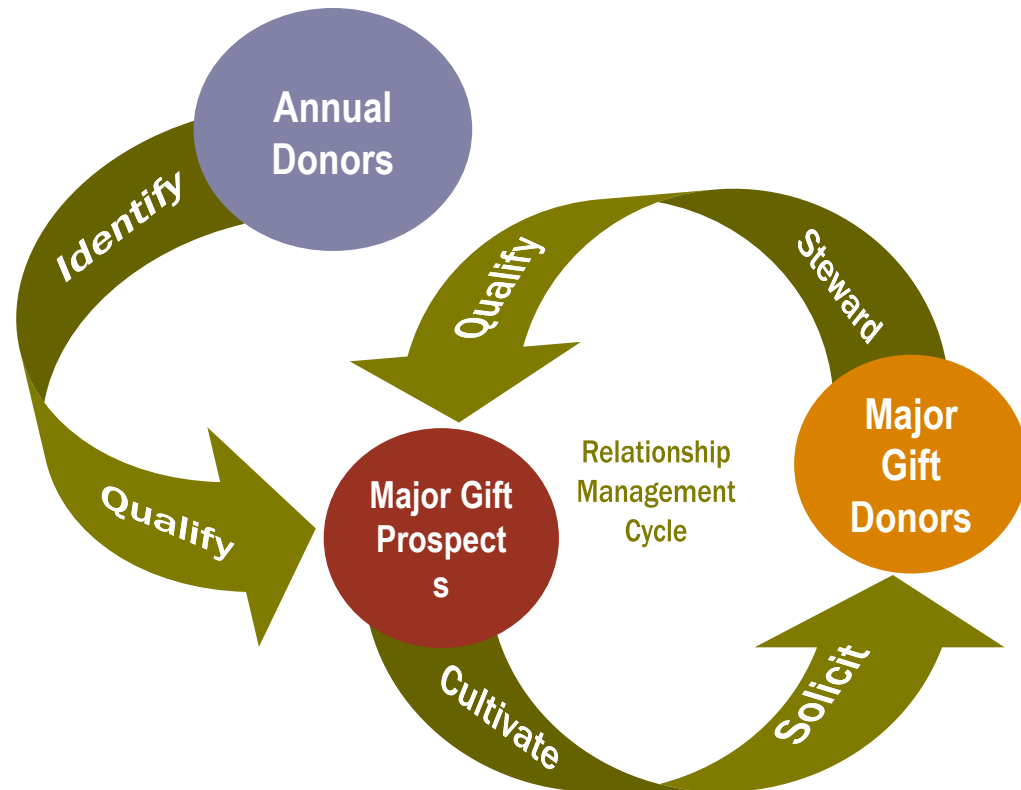 Annual
Donors
Identify
Qualify
Qualify
Steward
Major
Gift
Donors
Relationship
Management
Cycle
Major Gift
Prospect
s
Cultivate
Solicit